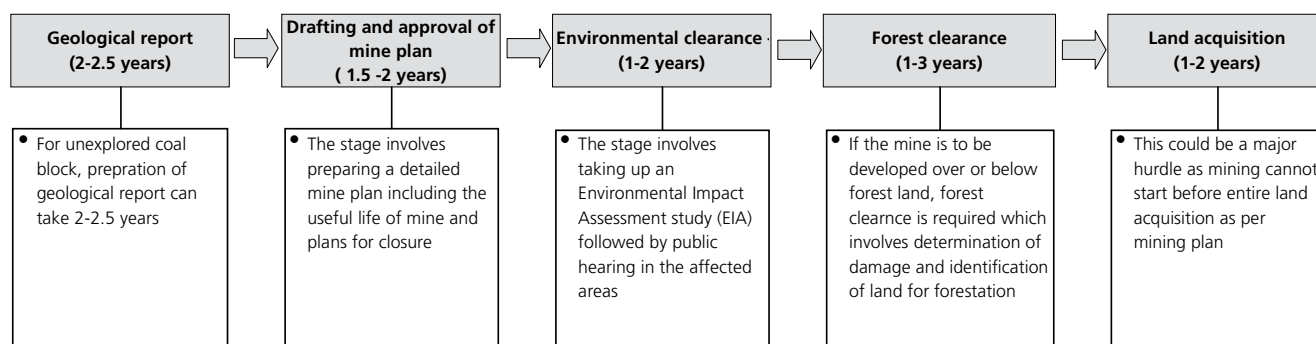 Geological report
(2-2.5 years)
Drafting and approval of
mine plan
( 1.5 -2 years)
Environmental clearance
(1-2 years)
Forest clearance
(1-3 years)
Land acquisition
(1-2 years)
• For unexplored coal
block, prepration of
geological report can
take 2-2.5 years
• The stage involves
preparing a detailed
mine plan including the
useful life of mine and
plans for closure
• The stage involves
taking up an
Environmental Impact
Assessment study (EIA)
followed by public
hearing in the affected
areas
• If the mine is to be
developed over or below
forest land, forest
clearnce is required which
involves determination of
damage and identification
of land for forestation
• This could be a major
hurdle as mining cannot
start before entire land
acquisition as per
mining plan